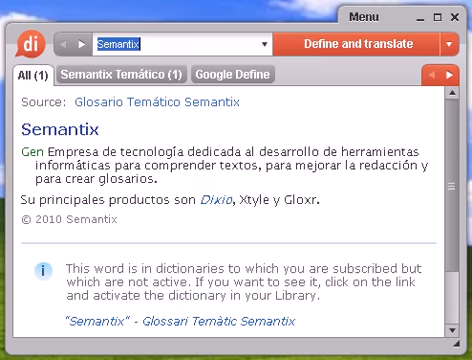 Menu
di
Semantix
Define and translate
All (1)
Semantix Temático (1)
Google Define
Source: Glosario Temático Semantix
Semantix
Gen Empresa de tecnología dedicada al desarrollo de herramientas
informáticas para comprender textos, para mejorar la redacción y
para crear glosarios.
Su principales productos son Dixio, Xtyle y Gloxr.
© 2010 Semantix
i
This word is in dictionaries to which you are subscribed but
which are not active. If you want to see it, click on the link
and activate the dictionary in your Library.
"Semantix" - Glossari Temàtic Semantix